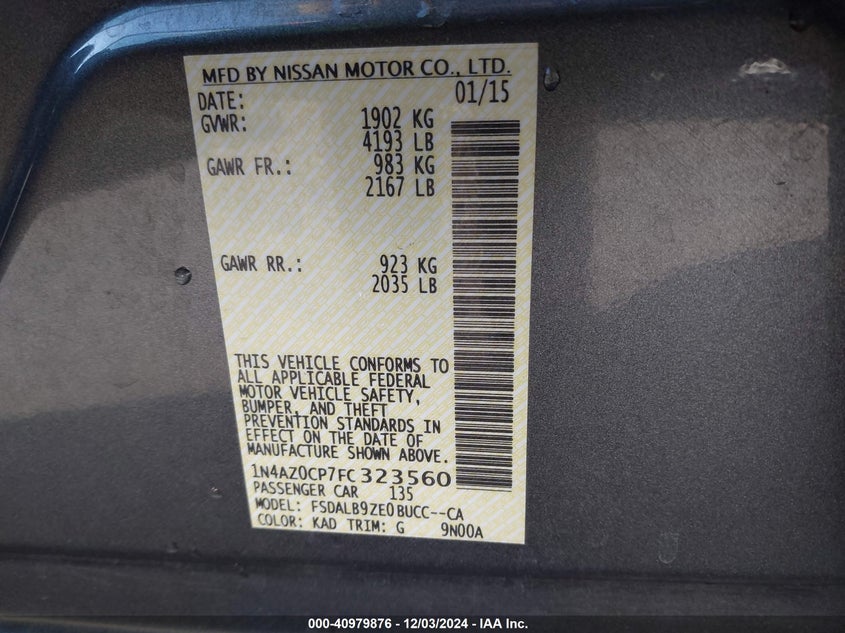 MFD BY NISSAN MOTOR CO., LTD.
DATE: 01/15
GVWR: 1902 KG
4193 LB
GAWR FR.: 983 KG
2167 LB
GAWR RR.: 923 KG
2035 LB
THIS VEHICLE CONFORMS TO
ALL APPLICABLE FEDERAL
MOTOR VEHICLE SAFETY,
BUMPER, AND THEFT
PREVENTION STANDARDS IN
EFFECT ON THE DATE OF
MANUFACTURE SHOWN ABOVE.
1N4AZ0CP7FC323560
PASSENGER CAR 135
MODEL: FSDALB9ZE0BUCC--CA
COLOR: KAD TRIM: G 9N00A
000-40979876 - 12/03/2024 - IAA Inc.